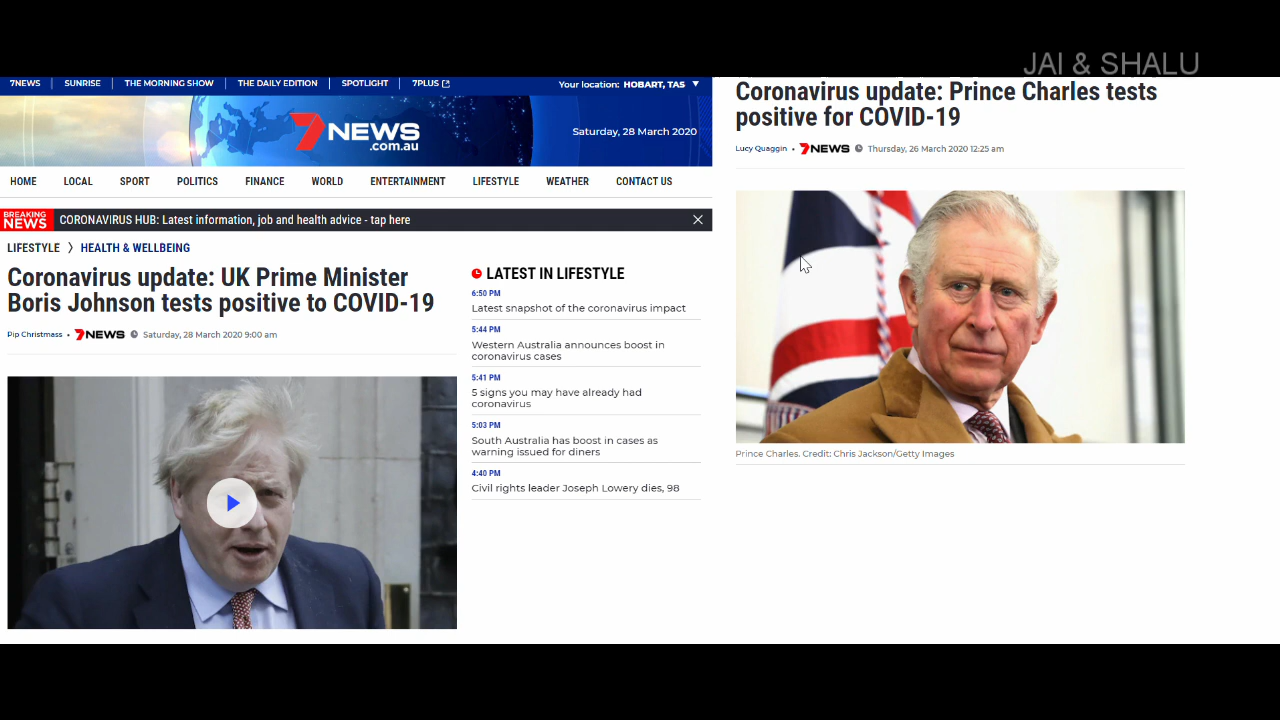 JAI & SHALU
7NEWS SUNRISE THE MORNING SHOW THE DAILY EDITION SPOTLIGHT 7PLUS Your location: HOBART, TAS
7NEWS
.com.au
Saturday, 28 March 2020
HOME LOCAL SPORT POLITICS FINANCE WORLD ENTERTAINMENT LIFESTYLE WEATHER CONTACT US
BREAKING
NEWS
CORONAVIRUS HUB: Latest information, job and health advice - tap here
LIFESTYLE HEALTH & WELLBEING
Coronavirus update: UK Prime Minister
Boris Johnson tests positive to COVID-19
Pip Christmass • 7NEWS Saturday, 28 March 2020 9:00 am
LATEST IN LIFESTYLE
6:50 PM
Latest snapshot of the coronavirus impact
5:44 PM
Western Australia announces boost in
coronavirus cases
5:41 PM
5 signs you may have already had
coronavirus
5:03 PM
South Australia has boost in cases as
warning issued for diners
4:40 PM
Civil rights leader Joseph Lowery dies, 98
Coronavirus update: Prince Charles tests
positive for COVID-19
Lucy Quaggin • 7NEWS Thursday, 26 March 2020 12:25 am
Prince Charles. Credit: Chris Jackson/Getty Images